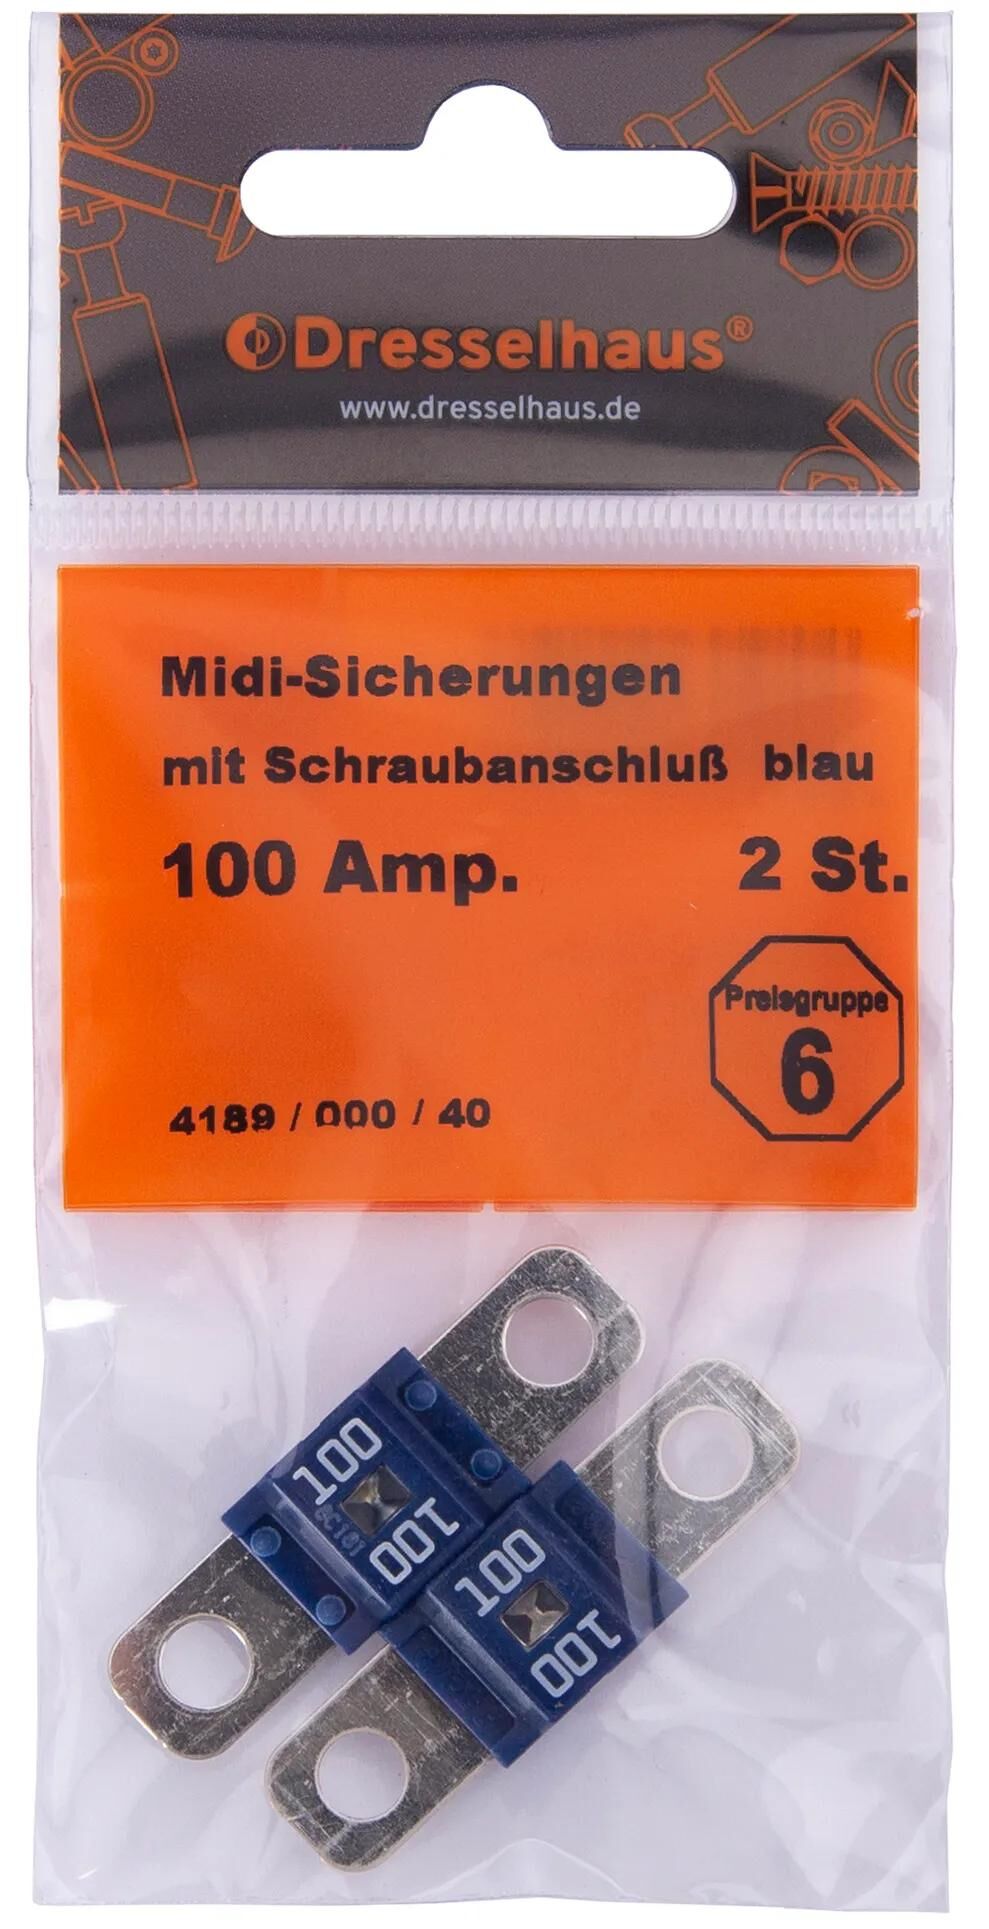 Dresselhaus®
www.dresselhaus.de
Midi-Sicherungen
mit Schraubanschluß blau
100 Amp. 2 St.
Preisgruppe
6
4189 / 000 / 40
100
100
100
100